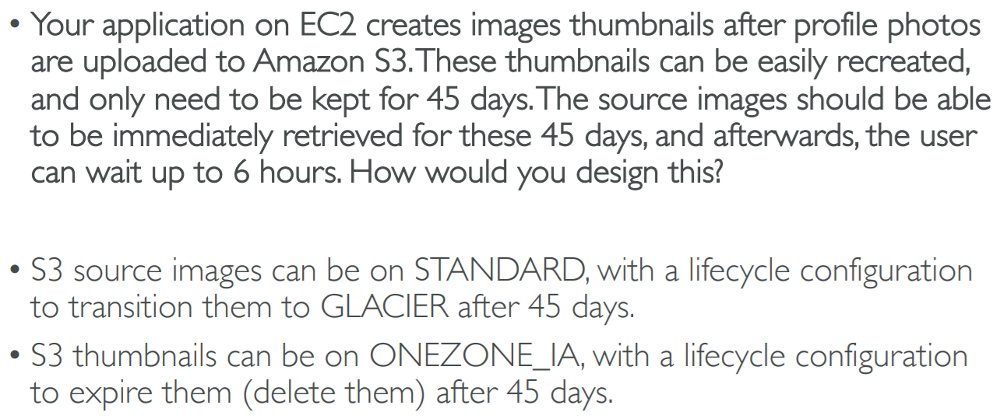 • Your application on EC2 creates images thumbnails after profile photos
are uploaded to Amazon S3. These thumbnails can be easily recreated,
and only need to be kept for 45 days. The source images should be able
to be immediately retrieved for these 45 days, and afterwards, the user
can wait up to 6 hours. How would you design this?
• S3 source images can be on STANDARD, with a lifecycle configuration
to transition them to GLACIER after 45 days.
• S3 thumbnails can be on ONEZONE_IA, with a lifecycle configuration
to expire them (delete them) after 45 days.